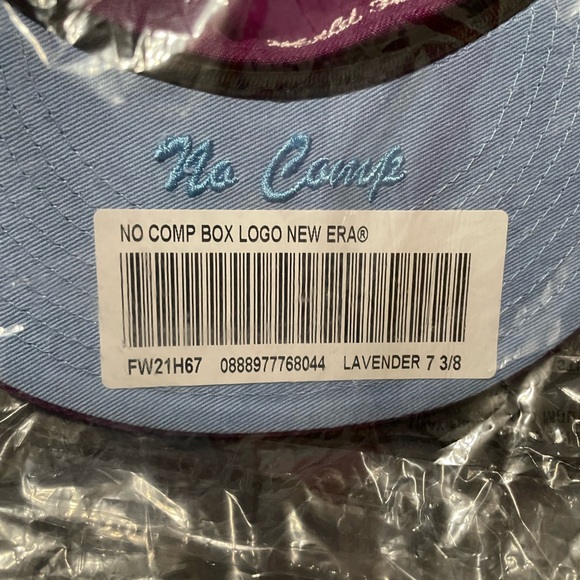 No Comp
NO COMP BOX LOGO NEW ERA®
FW21H67 0888977768044 LAVENDER 7 3/8